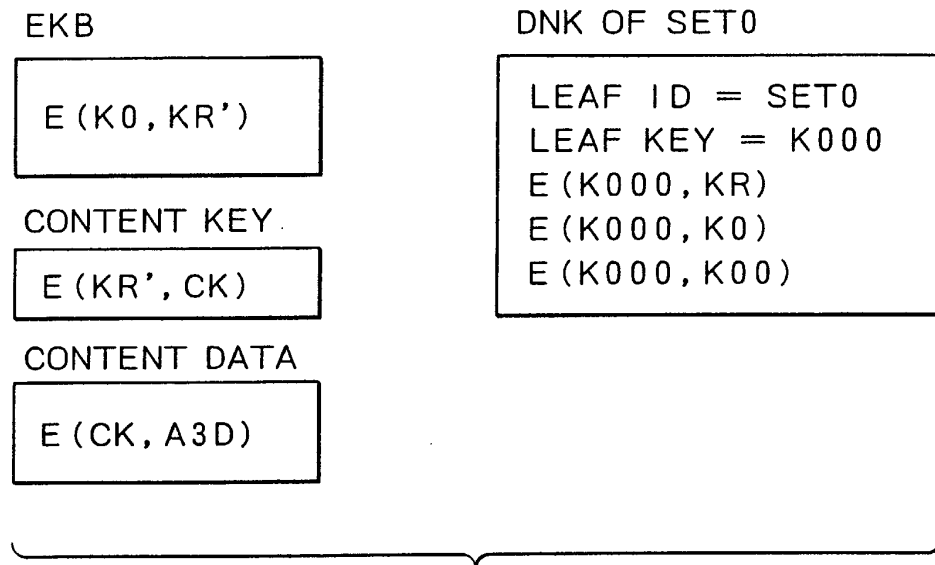 EKB
E(K0,KR')
CONTENT KEY
E(KR',CK)
CONTENT DATA
E(CK,A3D)
DNK OF SET0
LEAF ID = SET0
LEAF KEY = K000
E(K000,KR)
E(K000,K0)
E(K000,K00)